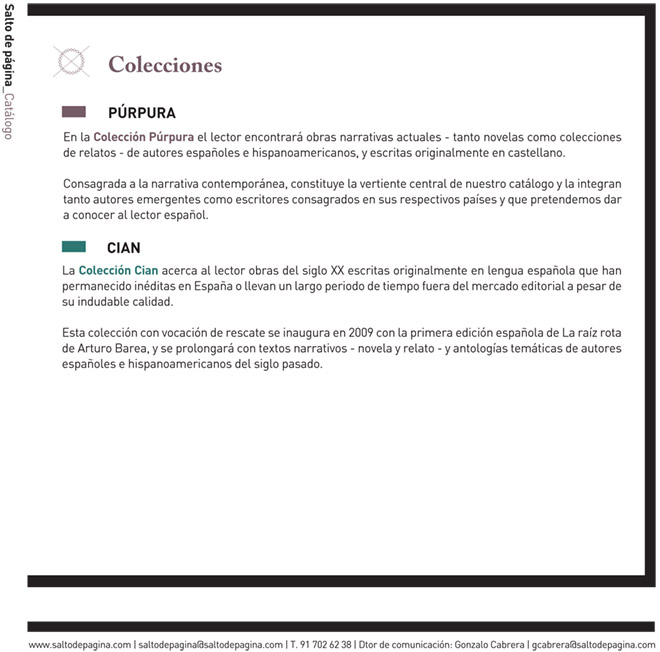 Salto de página_Catálogo
Colecciones
PÚRPURA
En la Colección Púrpura el lector encontrará obras narrativas actuales - tanto novelas como colecciones
de relatos - de autores españoles e hispanoamericanos, y escritas originalmente en castellano.
Consagrada a la narrativa contemporánea, constituye la vertiente central de nuestro catálogo y la integran
tanto autores emergentes como escritores consagrados en sus respectivos países y que pretendemos dar
a conocer al lector español.
CIAN
La Colección Cian acerca al lector obras del siglo XX escritas originalmente en lengua española que han
permanecido inéditas en España o llevan un largo periodo de tiempo fuera del mercado editorial a pesar de
su indudable calidad.
Esta colección con vocación de rescate se inaugura en 2009 con la primera edición española de La raíz rota
de Arturo Barea, y se prolongará con textos narrativos - novela y relato - y antologías temáticas de autores
españoles e hispanoamericanos del siglo pasado.
www.saltodepagina.com | saltodepagina@saltodepagina.com | T. 91 702 62 38 | Dtor de comunicación: Gonzalo Cabrera | gcabrera@saltodepagina.com